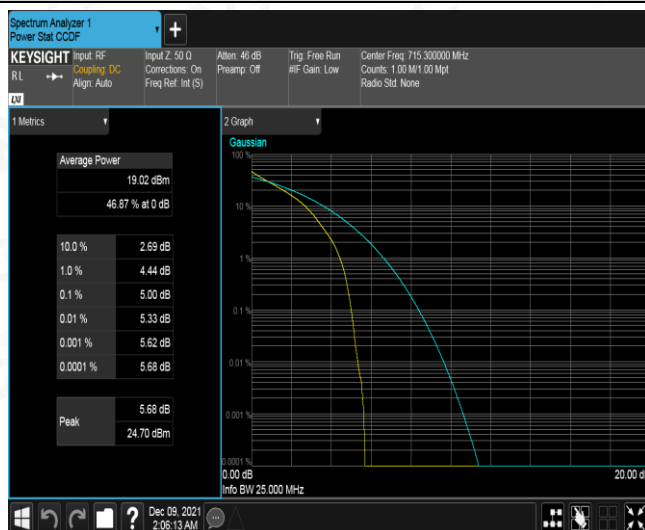 Spectrum Analyzer 1
Power Stat CCDF
+
KEYSIGHT
RL
Input: RF
Coupling: DC
Align: Auto
Input Z: 50 Ω
Corrections: On
Freq Ref: Int (S)
Atten: 46 dB
Preamp: Off
Trig: Free Run
#IF Gain: Low
Center Freq: 715.300000 MHz
Counts: 1.00 M/1.00 Mpt
Radio Std: None
1 Metrics
Average Power
19.02 dBm
46.87 % at 0 dB
10.0 % 2.69 dB
1.0 % 4.44 dB
0.1 % 5.00 dB
0.01 % 5.33 dB
0.001 % 5.62 dB
0.0001 % 5.68 dB
Peak
5.68 dB
24.70 dBm
2 Graph
Gaussian
100 %
10 %
1 %
0.1 %
0.01 %
0.001 %
0.0001 %
0.00 dB
20.00 d
Info BW 25.000 MHz
?
Dec 09, 2021
2:06:13 AM